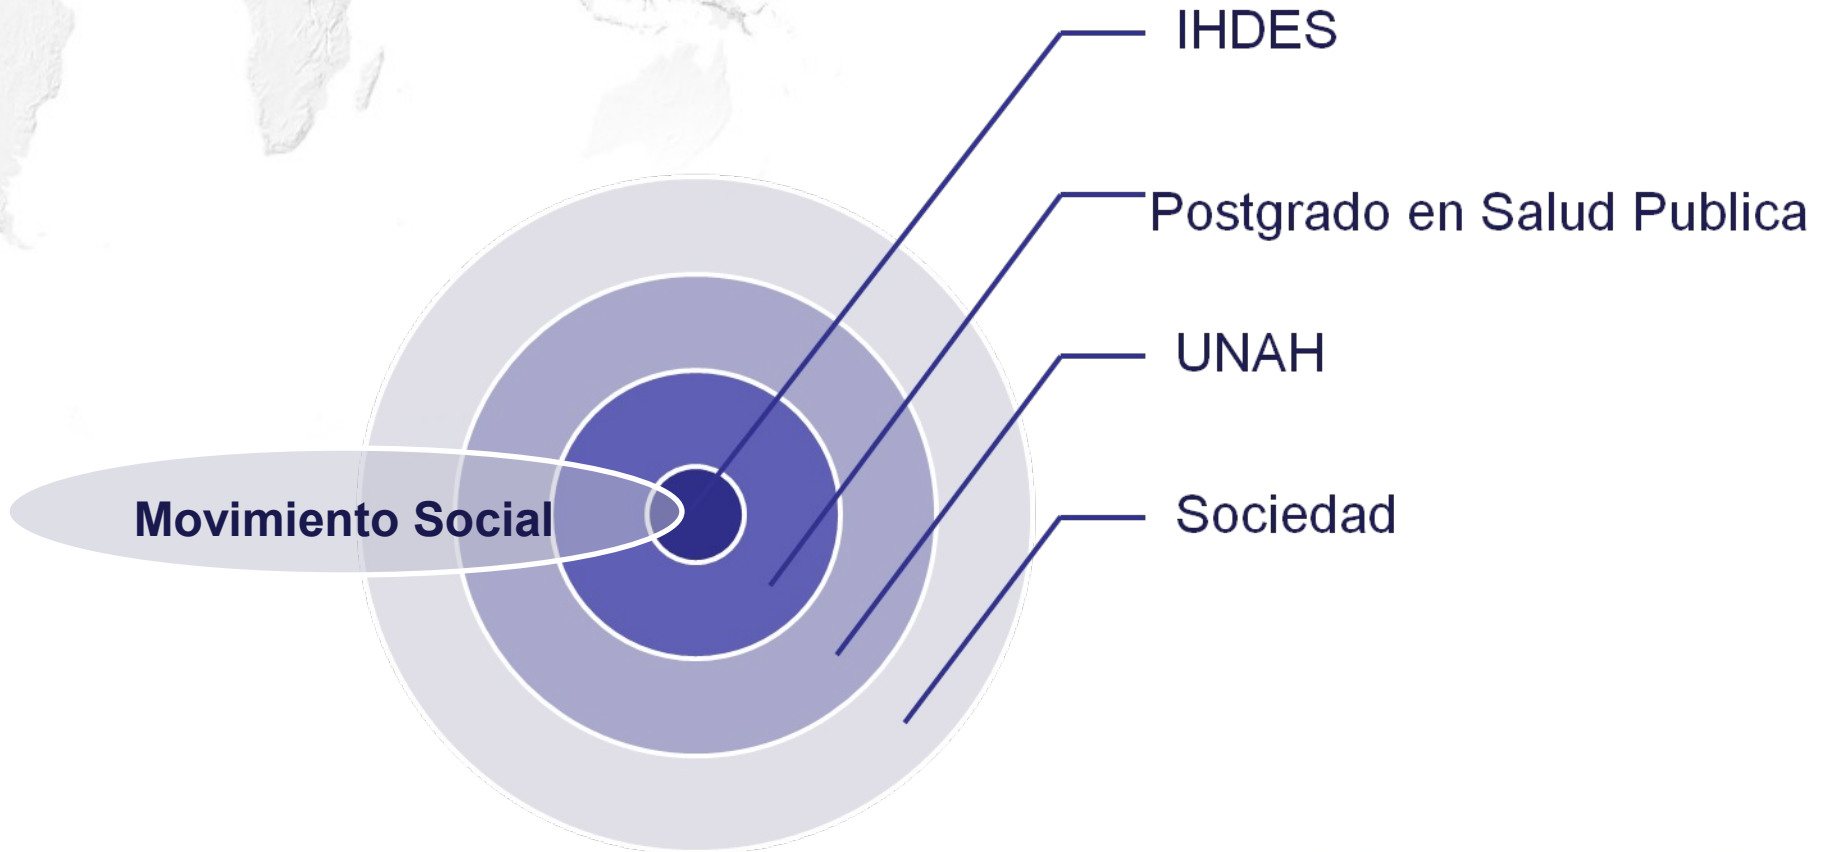 IHDES
Postgrado en Salud Publica
UNAH
Sociedad
Movimiento Social